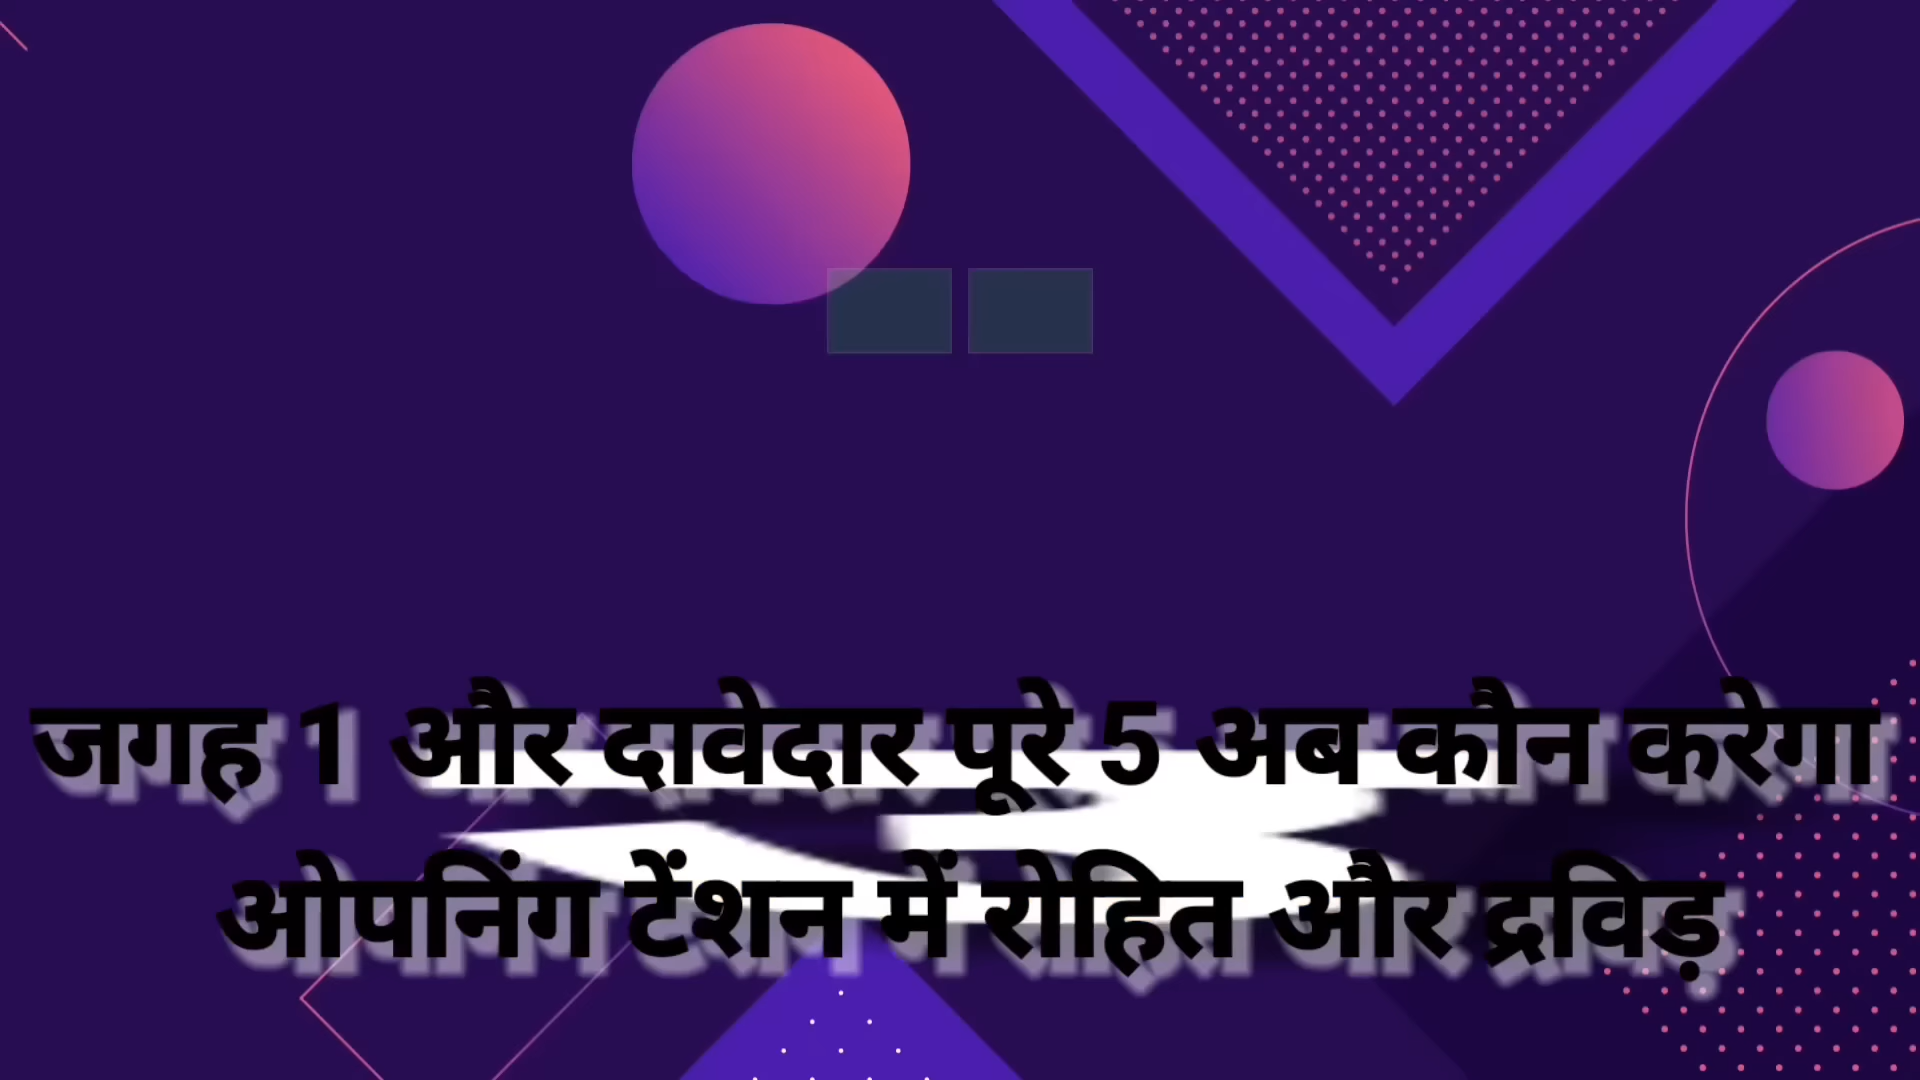 जगह 1 और दावेदार पूरे 5 अब कौन करेगा
ओपनिंग टेंशन में रोहित और द्रविड़